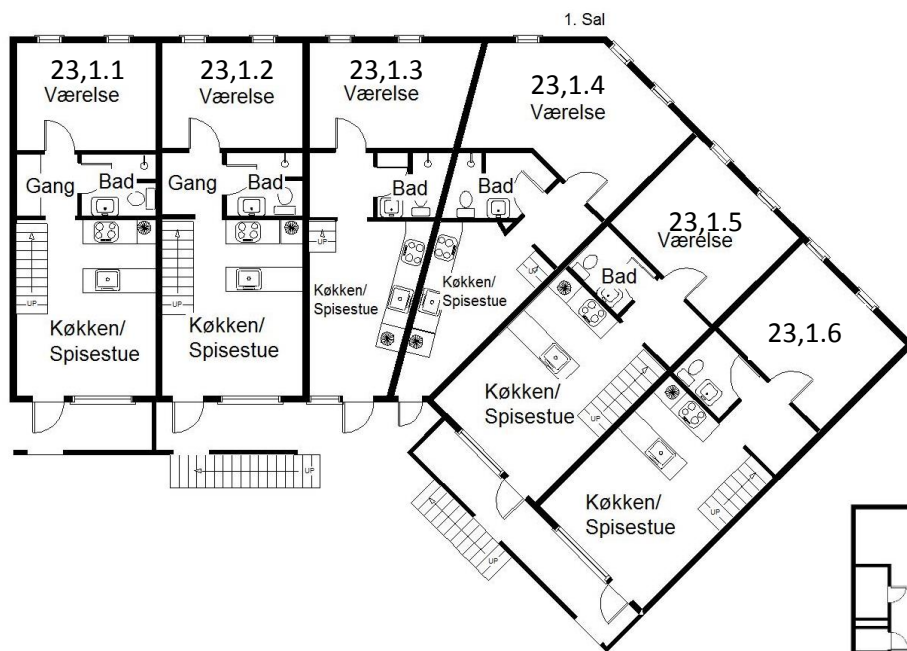 1. Sal
23,1.1
Værelse
23,1.2
Værelse
23,1.3
Værelse
23,1.4
Værelse
Gang
Bad
Gang
Bad
Bad
Bad
23,1.5
Værelse
UP
UP
UP
UP
Bad
Køkken/
Spisestue
Køkken/
Spisestue
Køkken/
Spisestue
Køkken/
Spisestue
23,1.6
Køkken/
Spisestue
UP
UP
UP
UP
Køkken/
Spisestue